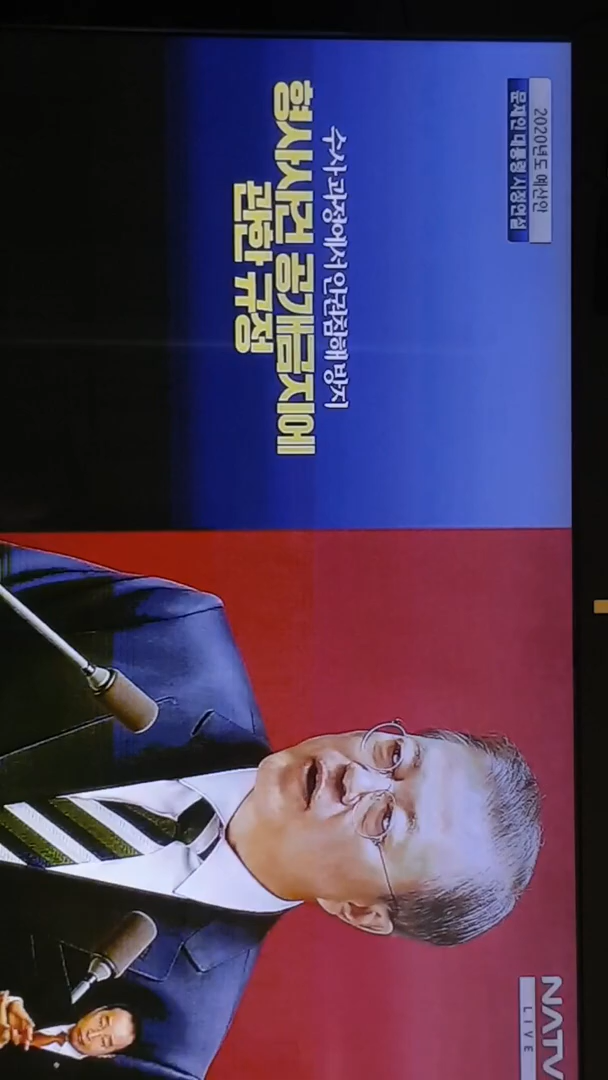 2020년도 예산안
문재인 대통령 시정연설
수사과정에서 인권침해 방지
형사사건 공개금지에
관한 규정
NATV
LIVE